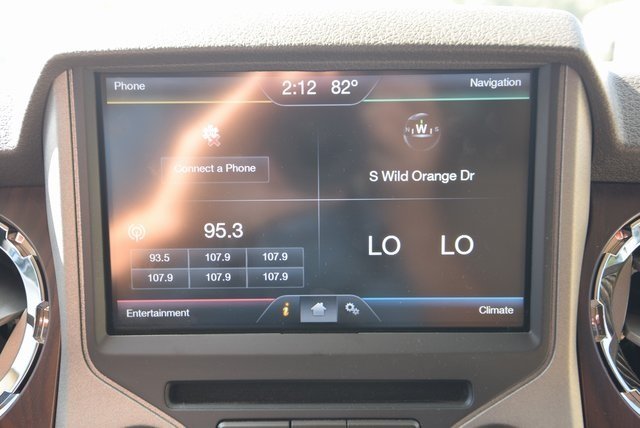 Phone 2:12 82° Navigation
N W S
Connect a Phone
S Wild Orange Dr
95.3
LO LO
93.5 107.9 107.9
107.9 107.9 107.9
Entertainment i Climate